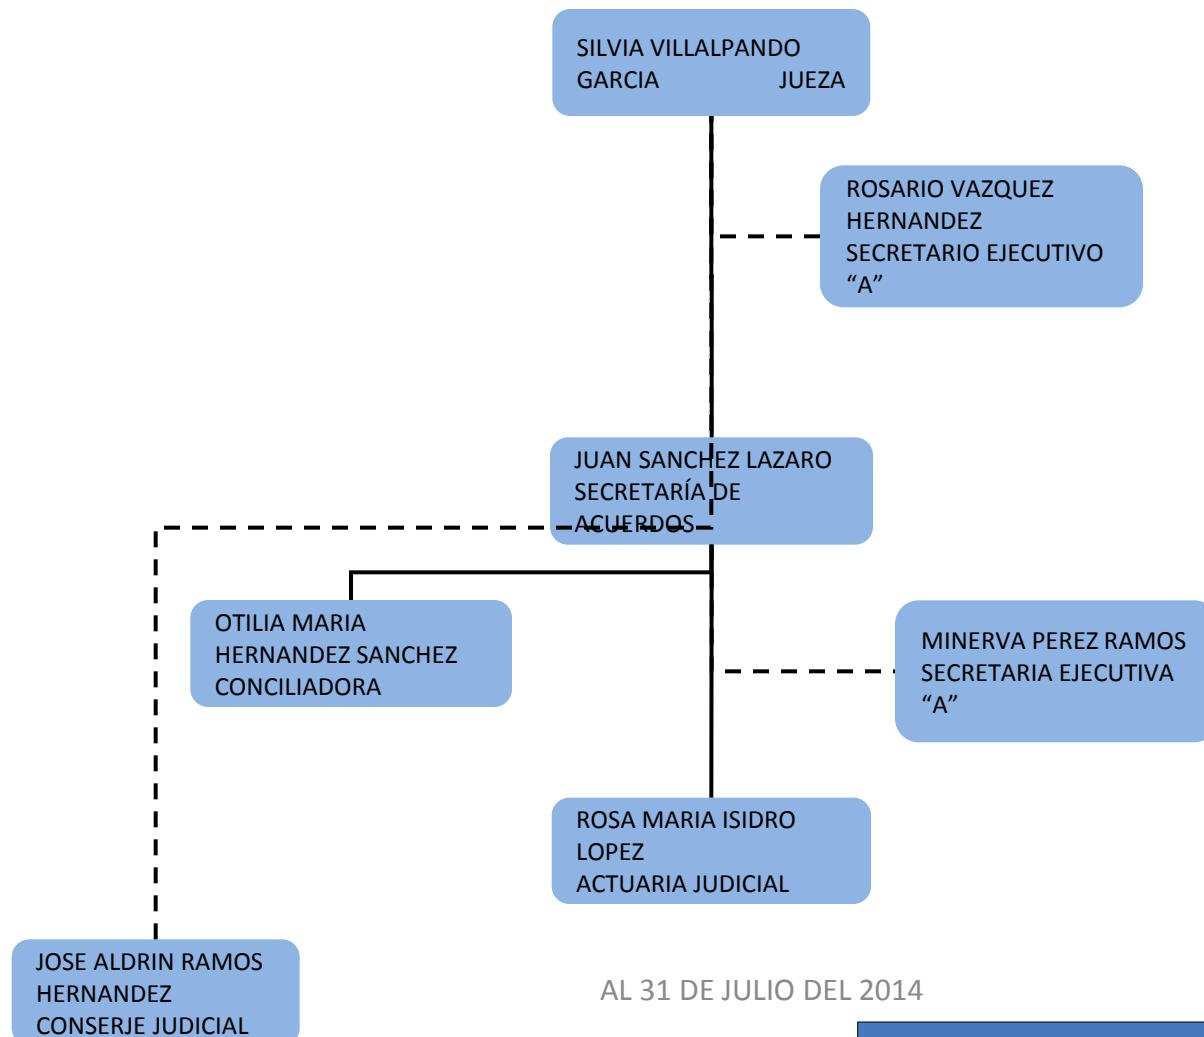 SILVIA VILLALPANDO
GARCIA JUEZA
ROSARIO VAZQUEZ
HERNANDEZ
SECRETARIO EJECUTIVO
“A”
JUAN SANCHEZ LAZARO
SECRETARÍA DE
ACUERDOS
OTILIA MARIA
HERNANDEZ SANCHEZ
CONCILIADORA
MINERVA PEREZ RAMOS
SECRETARIA EJECUTIVA
“A”
ROSA MARIA ISIDRO
LOPEZ
ACTUARIA JUDICIAL
JOSE ALDRIN RAMOS
HERNANDEZ
CONSERJE JUDICIAL
AL 31 DE JULIO DEL 2014